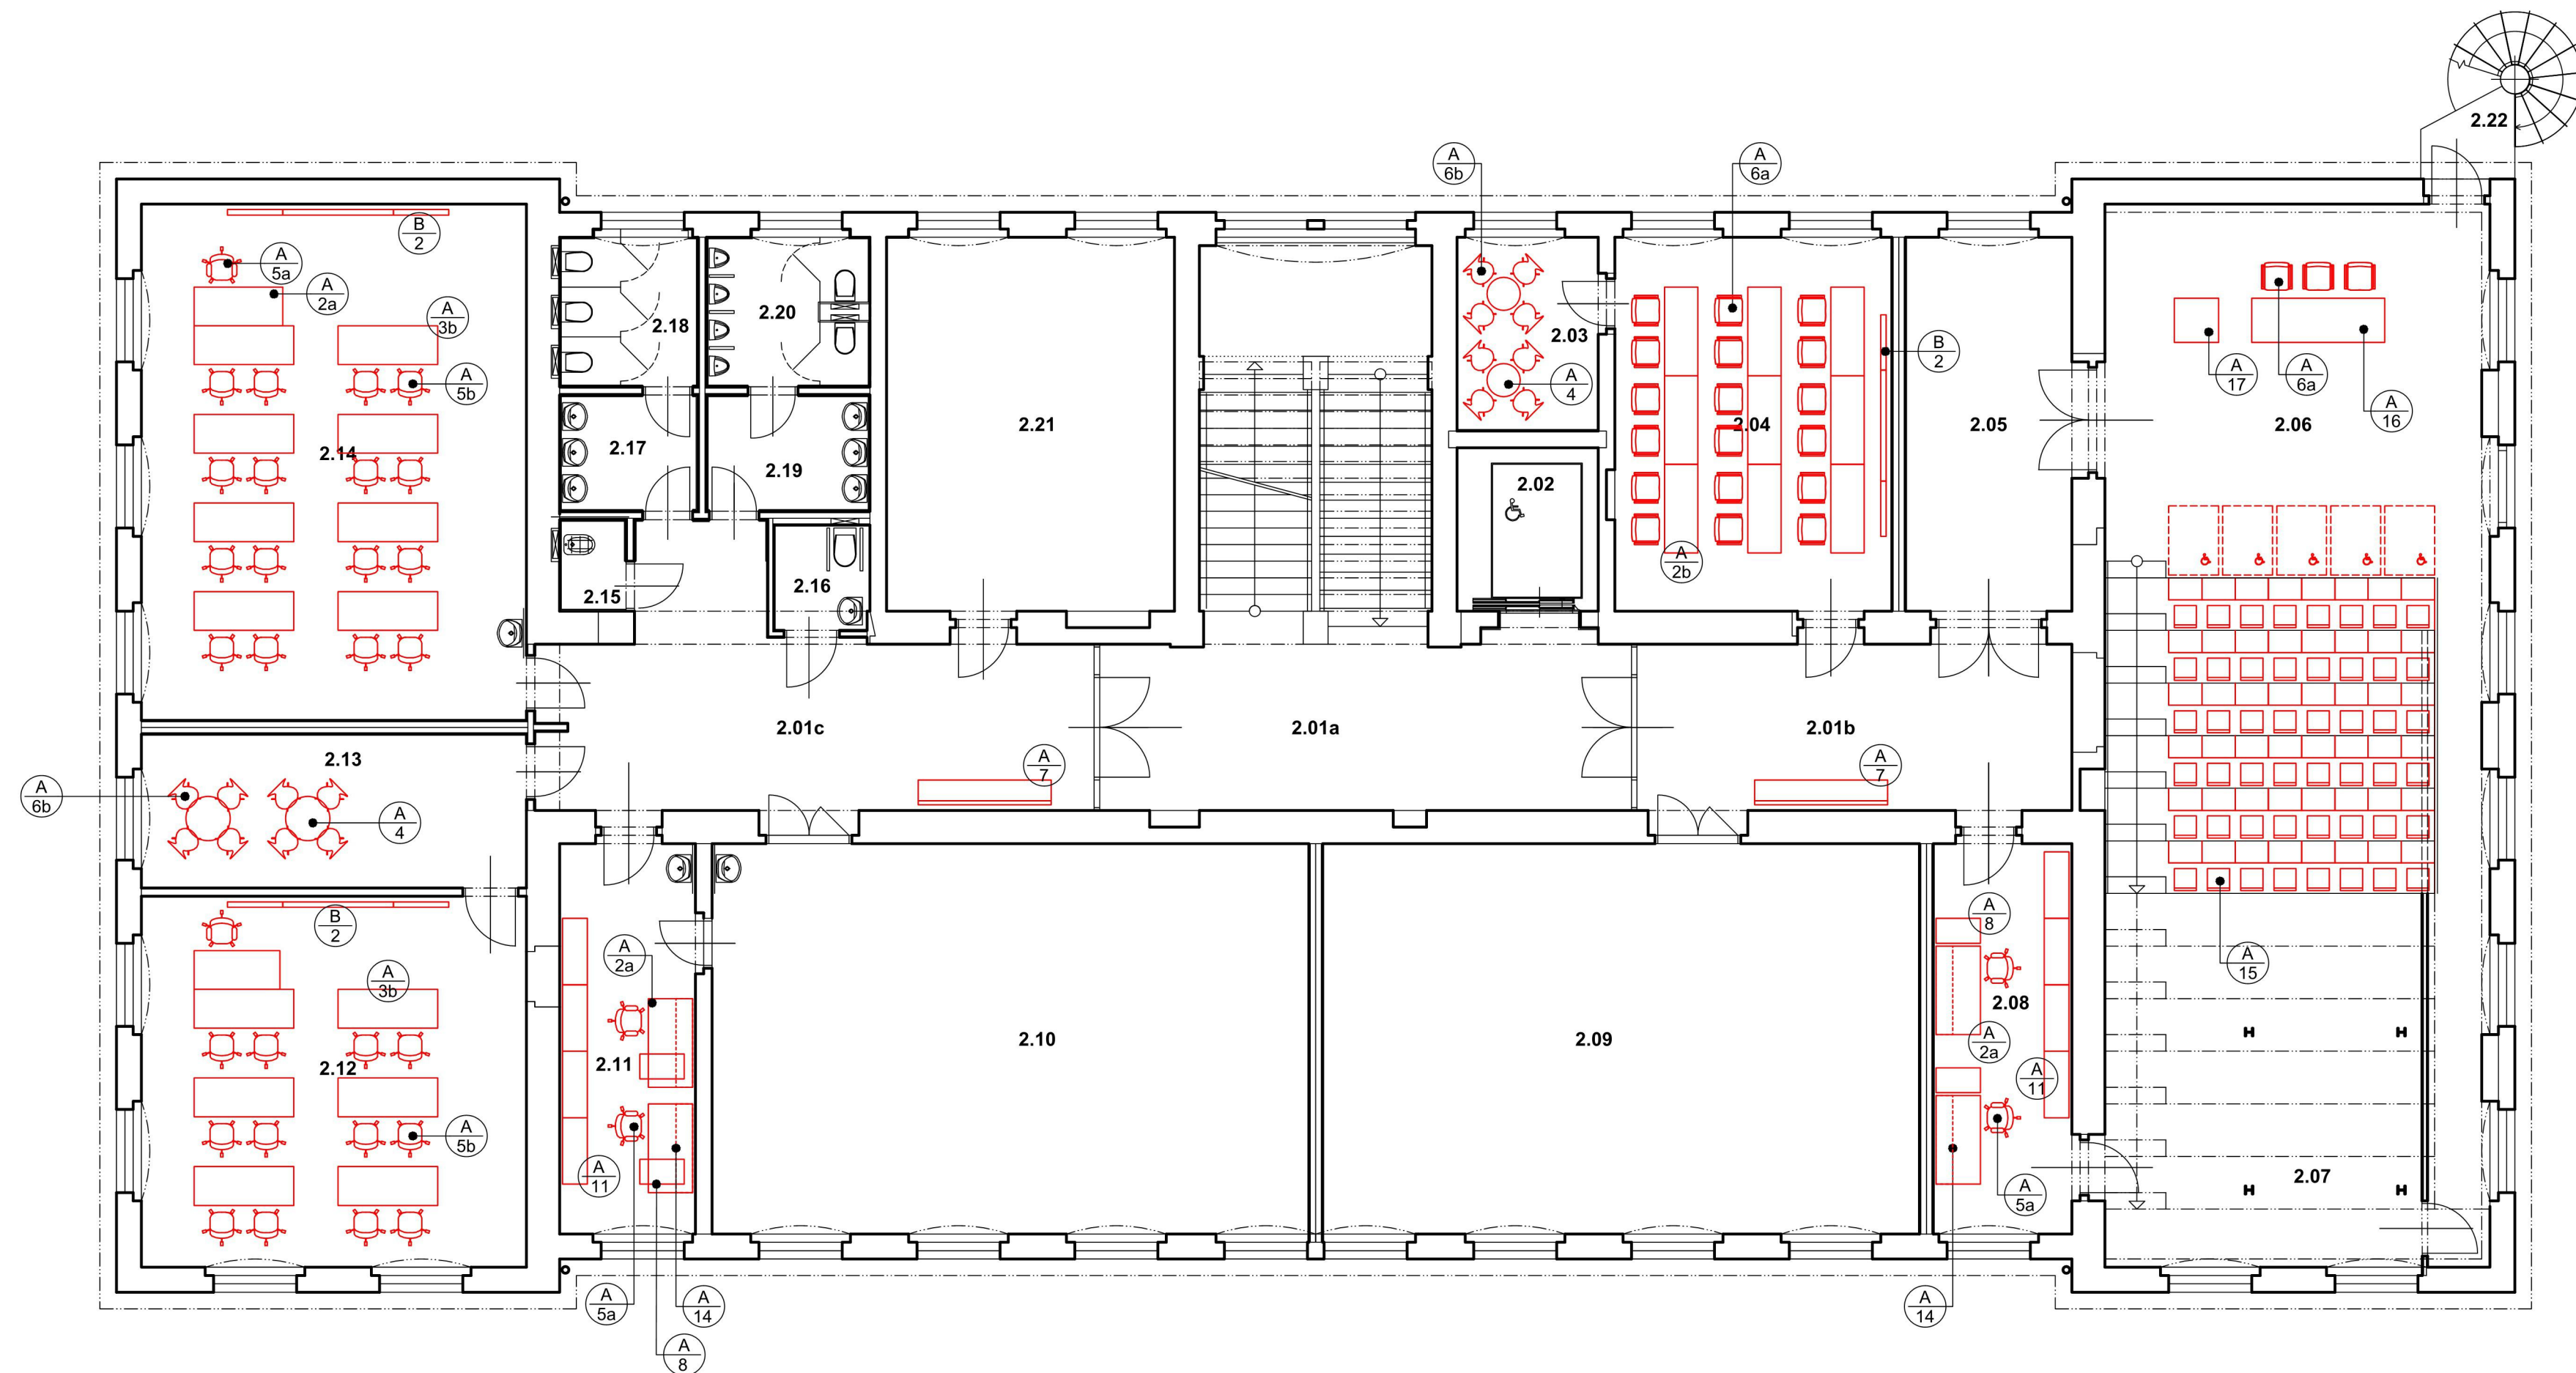 2.22
A
6b
A
6a
B
2
A
5a
A
2a
A
3b
2.18
2.20
2.03
B
2
A
5b
A
4
A
17
A
6a
A
16
2.14
2.17
2.19
2.21
2.04
2.05
2.06
2.02
A
2b
2.15
2.16
2.01c
2.01a
2.01b
2.13
A
7
A
7
A
6b
A
4
B
2
A
8
A
2a
A
3b
A
15
2.12
2.11
2.10
2.09
2.08
A
2a
A
11
A
5b
A
11
A
5a
2.07
A
5a
A
14
A
14
A
8